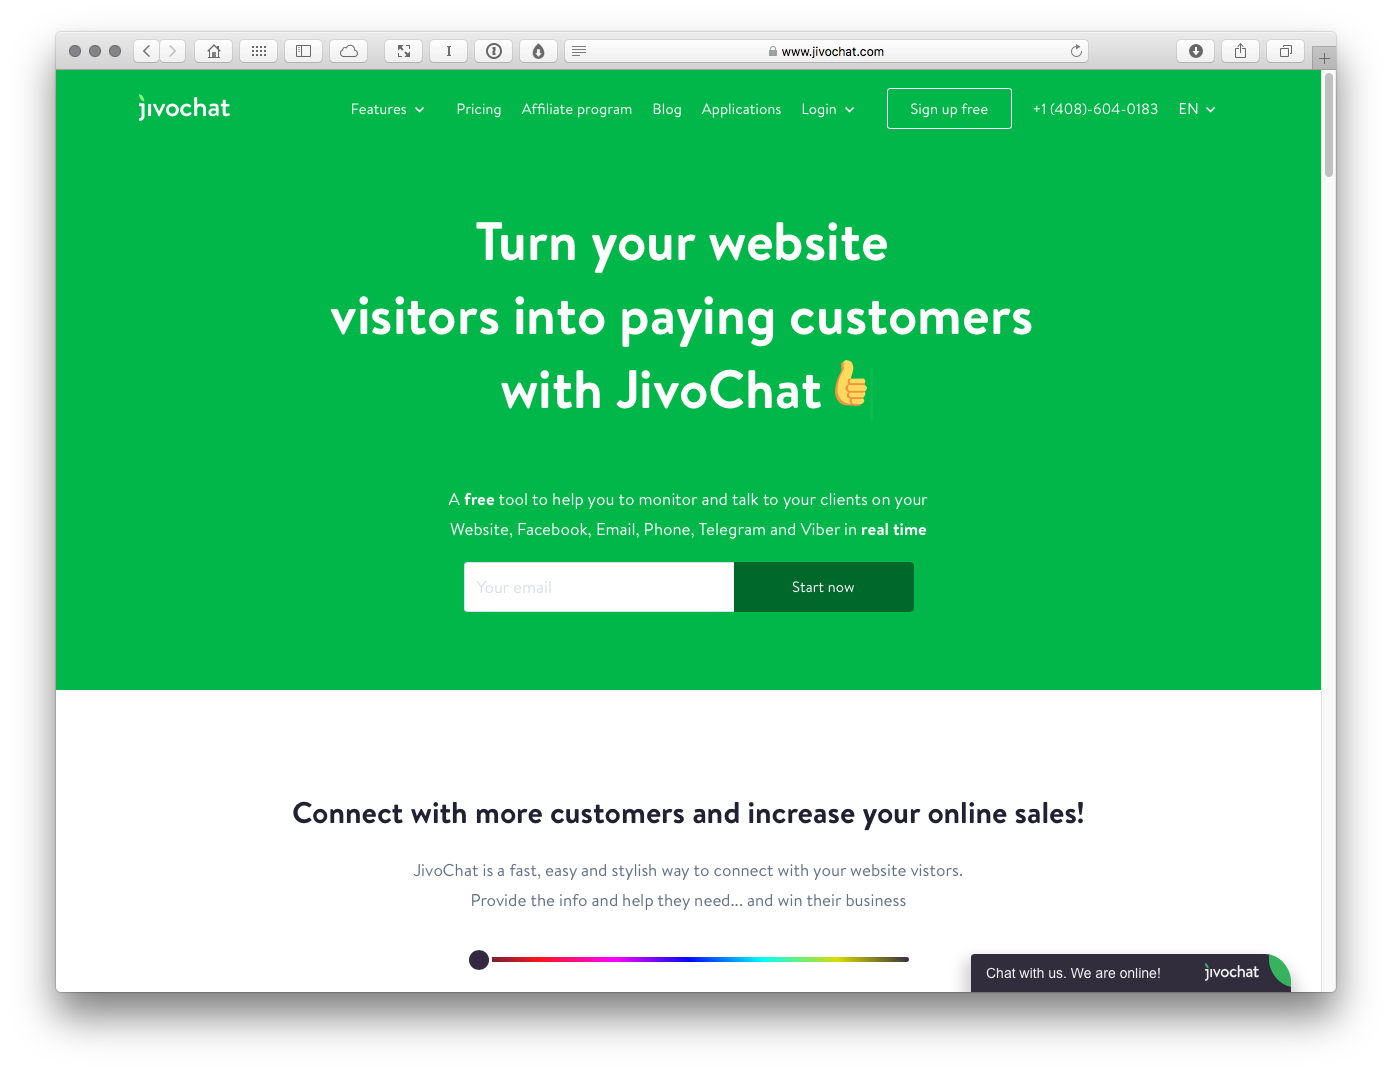 www.jivochat.com
jivochat
Features
Pricing
Affiliate program
Blog
Applications
Login
Sign up free
+1 (408)-604-0183
EN
Turn your website
visitors into paying customers
with JivoChat
A free tool to help you to monitor and talk to your clients on your
Website, Facebook, Email, Phone, Telegram and Viber in real time
Your email
Start now
Connect with more customers and increase your online sales!
JivoChat is a fast, easy and stylish way to connect with your website vistors.
Provide the info and help they need... and win their business
Chat with us. We are online!
jivochat